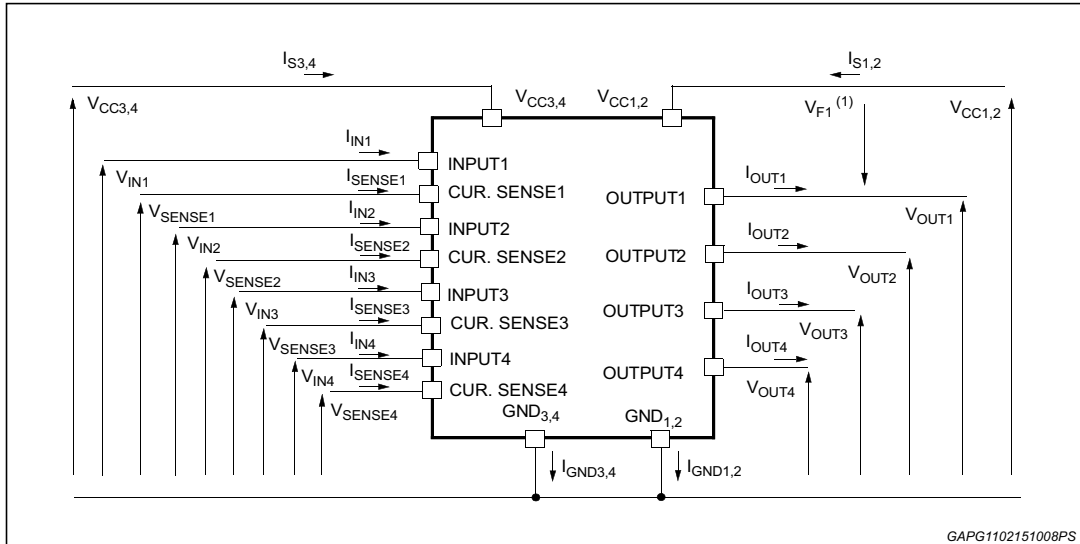 I_S3,4
I_S1,2
V_CC3,4
V_CC3,4
V_CC1,2
V_F1 (1)
V_CC1,2
I_IN1
INPUT1
V_IN1
I_SENSE1
CUR. SENSE1
OUTPUT1
I_OUT1
V_SENSE1
I_IN2
INPUT2
V_OUT1
V_IN2
I_SENSE2
CUR. SENSE2
OUTPUT2
I_OUT2
V_SENSE2
I_IN3
INPUT3
V_OUT2
V_IN3
I_SENSE3
CUR. SENSE3
OUTPUT3
I_OUT3
V_SENSE3
I_IN4
INPUT4
V_OUT3
V_IN4
I_SENSE4
CUR. SENSE4
OUTPUT4
I_OUT4
V_SENSE4
V_OUT4
GND_3,4
GND_1,2
I_GND3,4
I_GND1,2
GAPG1102151008PS